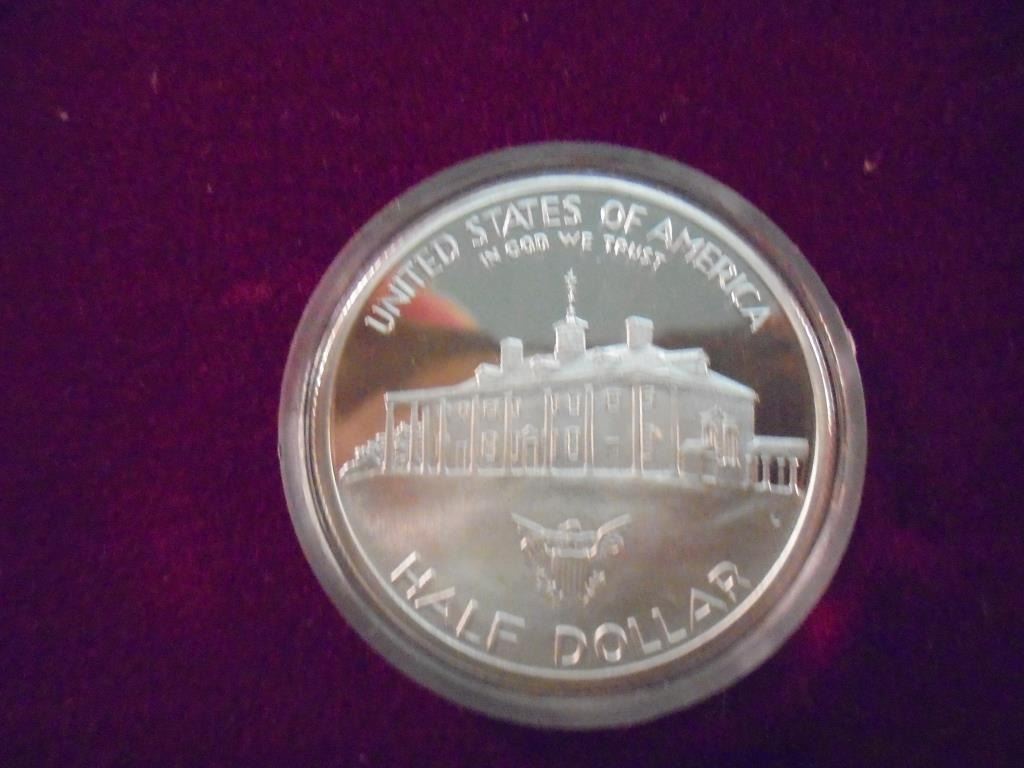 UNITED STATES OF AMERICA
IN GOD WE TRUST
HALF DOLLAR